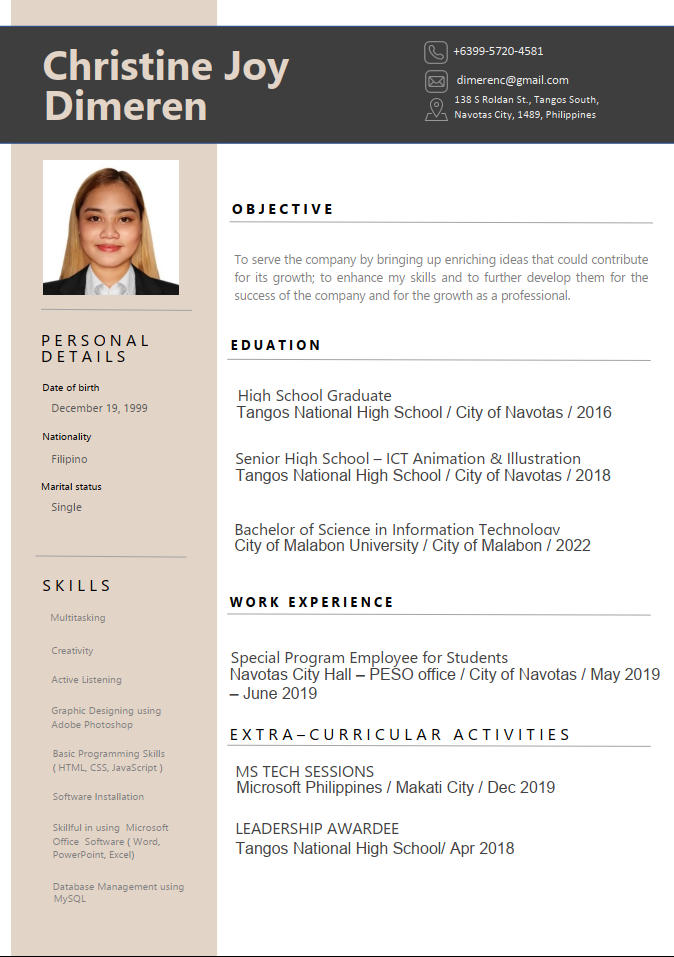 Christine Joy
Dimeren
+6399-5720-4581
dimerenc@gmail.com
138 S Roldan St., Tangos South,
Navotas City, 1489, Philippines
PERSONAL
DETAILS
Date of birth
December 19, 1999
Nationality
Filipino
Marital status
Single
SKILLS
Multitasking
Creativity
Active Listening
Graphic Designing using
Adobe Photoshop
Basic Programming Skills
( HTML, CSS, JavaScript )
Software Installation
Skillful in using Microsoft
Office Software ( Word,
PowerPoint, Excel)
Database Management using
MySQL
OBJECTIVE
To serve the company by bringing up enriching ideas that could contribute
for its growth; to enhance my skills and to further develop them for the
success of the company and for the growth as a professional.
EDUATION
High School Graduate
Tangos National High School / City of Navotas / 2016
Senior High School – ICT Animation & Illustration
Tangos National High School / City of Navotas / 2018
Bachelor of Science in Information Technology
City of Malabon University / City of Malabon / 2022
WORK EXPERIENCE
Special Program Employee for Students
Navotas City Hall – PESO office / City of Navotas / May 2019
– June 2019
EXTRA–CURRICULAR ACTIVITIES
MS TECH SESSIONS
Microsoft Philippines / Makati City / Dec 2019
LEADERSHIP AWARDEE
Tangos National High School/ Apr 2018